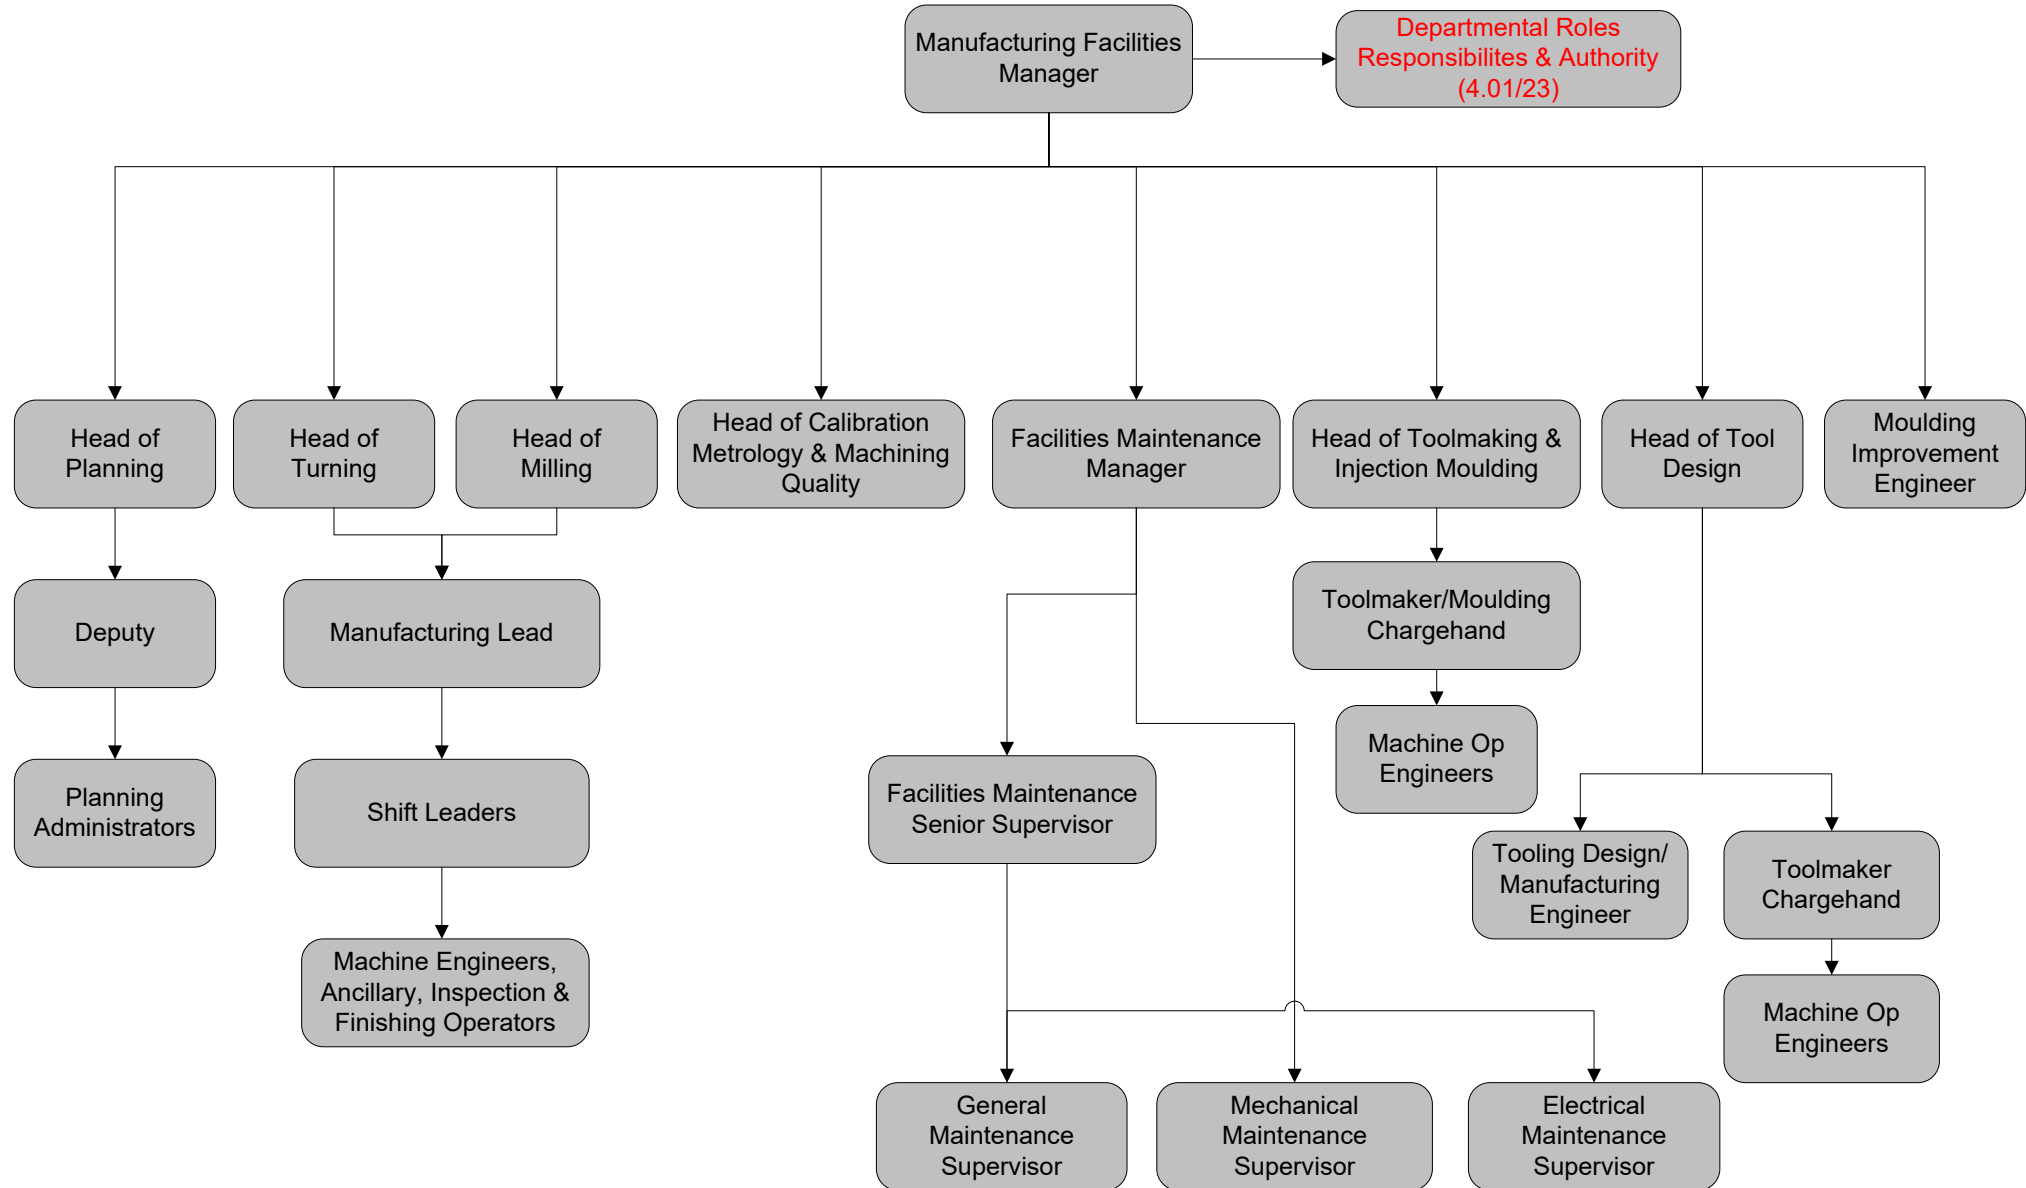 Manufacturing Facilities
Manager
Departmental Roles
Responsibilites & Authority
(4.01/23)
Head of
Planning
Head of
Turning
Head of
Milling
Head of Calibration
Metrology & Machining
Quality
Facilities Maintenance
Manager
Head of Toolmaking &
Injection Moulding
Head of Tool
Design
Moulding
Improvement
Engineer
Deputy
Manufacturing Lead
Toolmaker/Moulding
Chargehand
Planning
Administrators
Shift Leaders
Facilities Maintenance
Senior Supervisor
Machine Op
Engineers
Tooling Design/
Manufacturing
Engineer
Toolmaker
Chargehand
Machine Engineers,
Ancillary, Inspection &
Finishing Operators
Machine Op
Engineers
General
Maintenance
Supervisor
Mechanical
Maintenance
Supervisor
Electrical
Maintenance
Supervisor